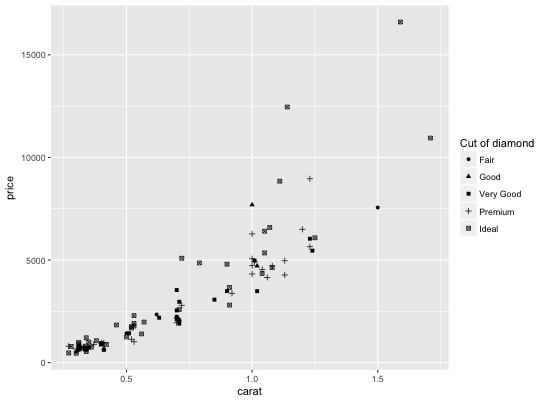 15000
10000
5000
0
price
0.5
1.0
1.5
carat
Cut of diamond
Fair
Good
Very Good
Premium
Ideal